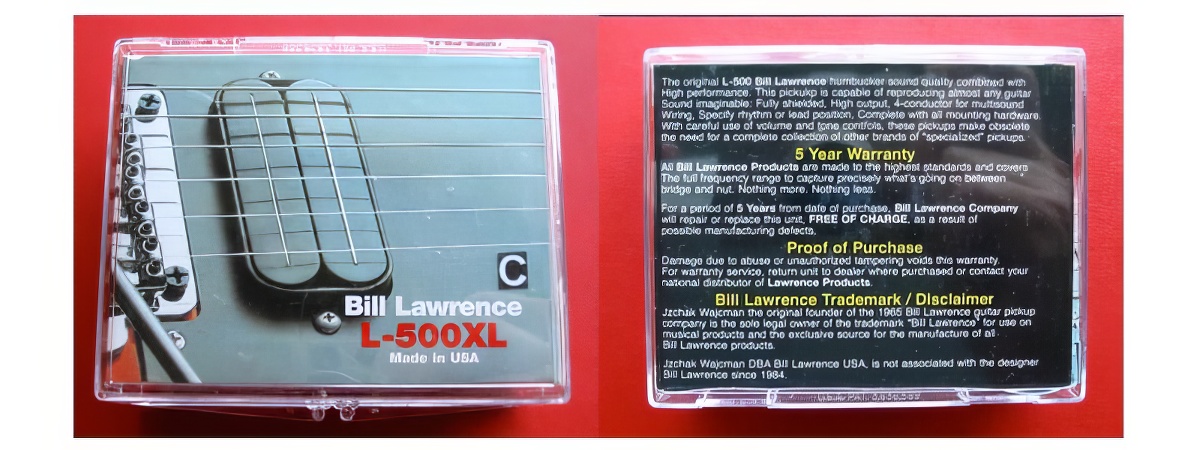 C
Bill Lawrence
L-500XL
Made in USA
The original L-500 Bill Lawrence humbucker sound quality combined with
High performance. This pickukp is capable of reproducing almost any guitar
Sound imaginable: Fully shielded, High output, 4-conductor for multisound
Wiring, Specify rhythm or lead position, Complete with all mounting hardware.
With careful use of volume and tone controls, these pickups make obsolete
the need for a complete collection of other brands of "specialized" pickups.
5 Year Warranty
All Bill Lawrence Products are made to the highest standards and covers
The full frequency range to capture precisely what's going on between
bridge and nut. Nothing more. Nothing less.
For a period of 5 Years from date of purchase, Bill Lawrence Company
will repair or replace this unit, FREE OF CHARGE, as a result of
possible manufacturing defects.
Proof of Purchase
Damage due to abuse or unauthorized tampering voids this warranty.
For warranty service, return unit to dealer where purchased or contact your
national distributor of Lawrence Products.
Bill Lawrence Trademark / Disclaimer
Jzchak Wajcman the original founder of the 1965 Bill Lawrence guitar pickup
company is the sole legal owner of the trademark "Bill Lawrence" for use on
musical products and the exclusive source for the manufacture of all
Bill Lawrence products.
Jzchak Wajcman DBA Bill Lawrence USA, is not associated with the designer
Bill Lawrence since 1984.